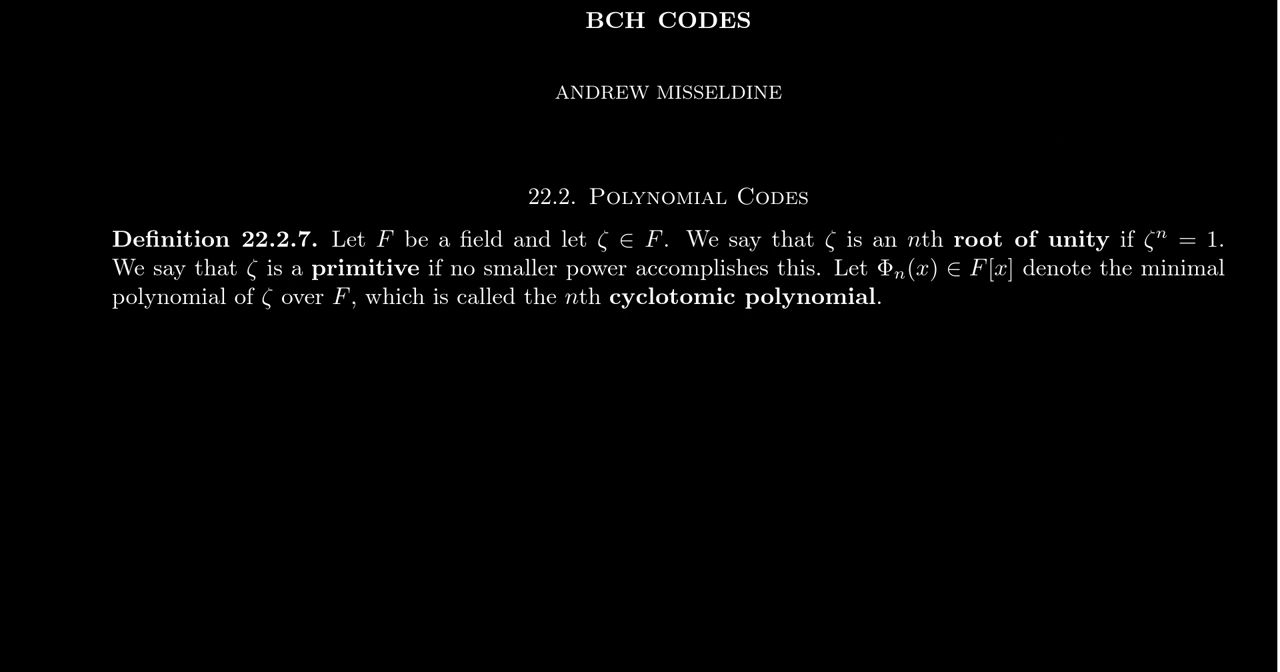 BCH CODES
ANDREW MISSELDINE
22.2. Polynomial Codes
Definition 22.2.7. Let F be a field and let ζ ∈ F. We say that ζ is an nth root of unity if ζⁿ = 1.
We say that ζ is a primitive if no smaller power accomplishes this. Let Φₙ(x) ∈ F[x] denote the minimal
polynomial of ζ over F, which is called the nth cyclotomic polynomial.